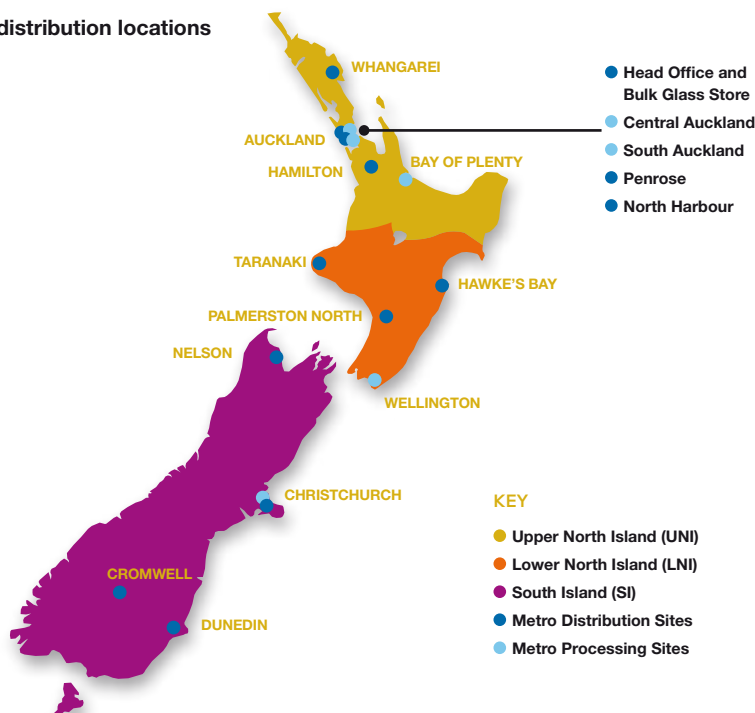 distribution locations
WHANGAREI
AUCKLAND
HAMILTON
BAY OF PLENTY
Head Office and
Bulk Glass Store
Central Auckland
South Auckland
Penrose
North Harbour
TARANAKI
HAWKE'S BAY
PALMERSTON NORTH
NELSON
WELLINGTON
CHRISTCHURCH
CROMWELL
DUNEDIN
KEY
Upper North Island (UNI)
Lower North Island (LNI)
South Island (SI)
Metro Distribution Sites
Metro Processing Sites